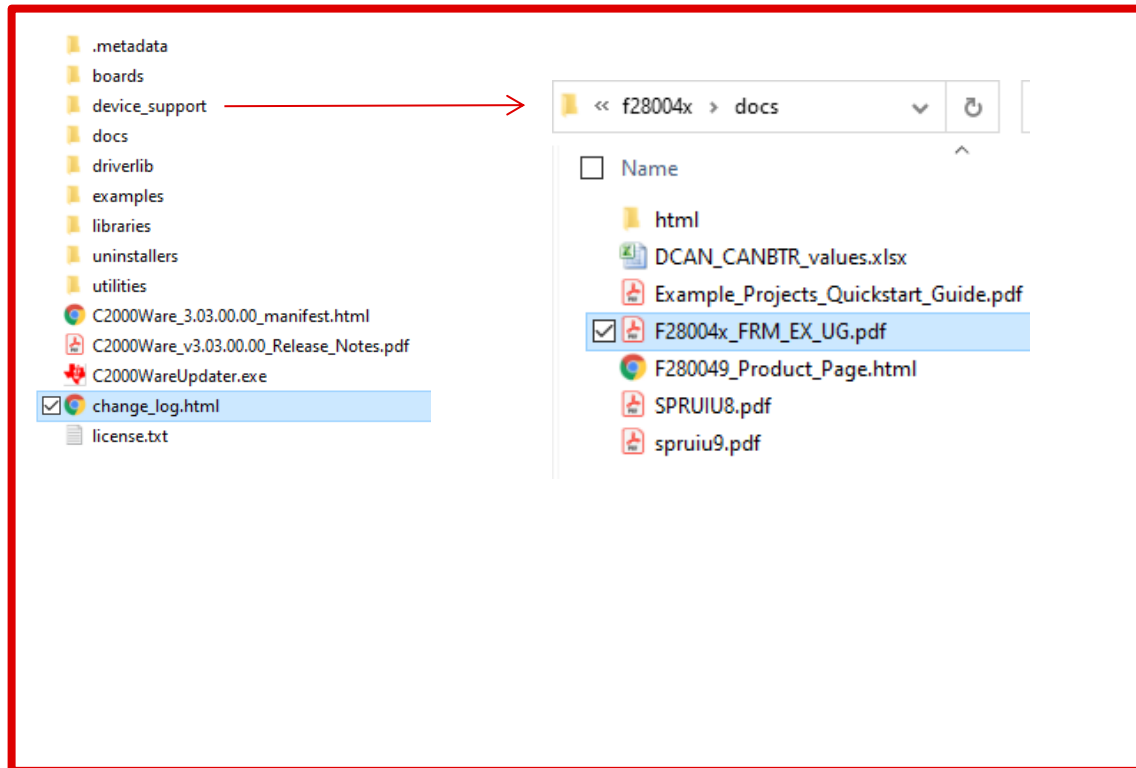 .metadata
boards
device_support
docs
driverlib
examples
libraries
uninstallers
utilities
C2000Ware_3.03.00.00_manifest.html
C2000Ware_v3.03.00.00_Release_Notes.pdf
C2000WareUpdater.exe
change_log.html
license.txt
« f28004x > docs
Name
html
DCAN_CANBTR_values.xlsx
Example_Projects_Quickstart_Guide.pdf
F28004x_FRM_EX_UG.pdf
F280049_Product_Page.html
SPRUIU8.pdf
spruiu9.pdf